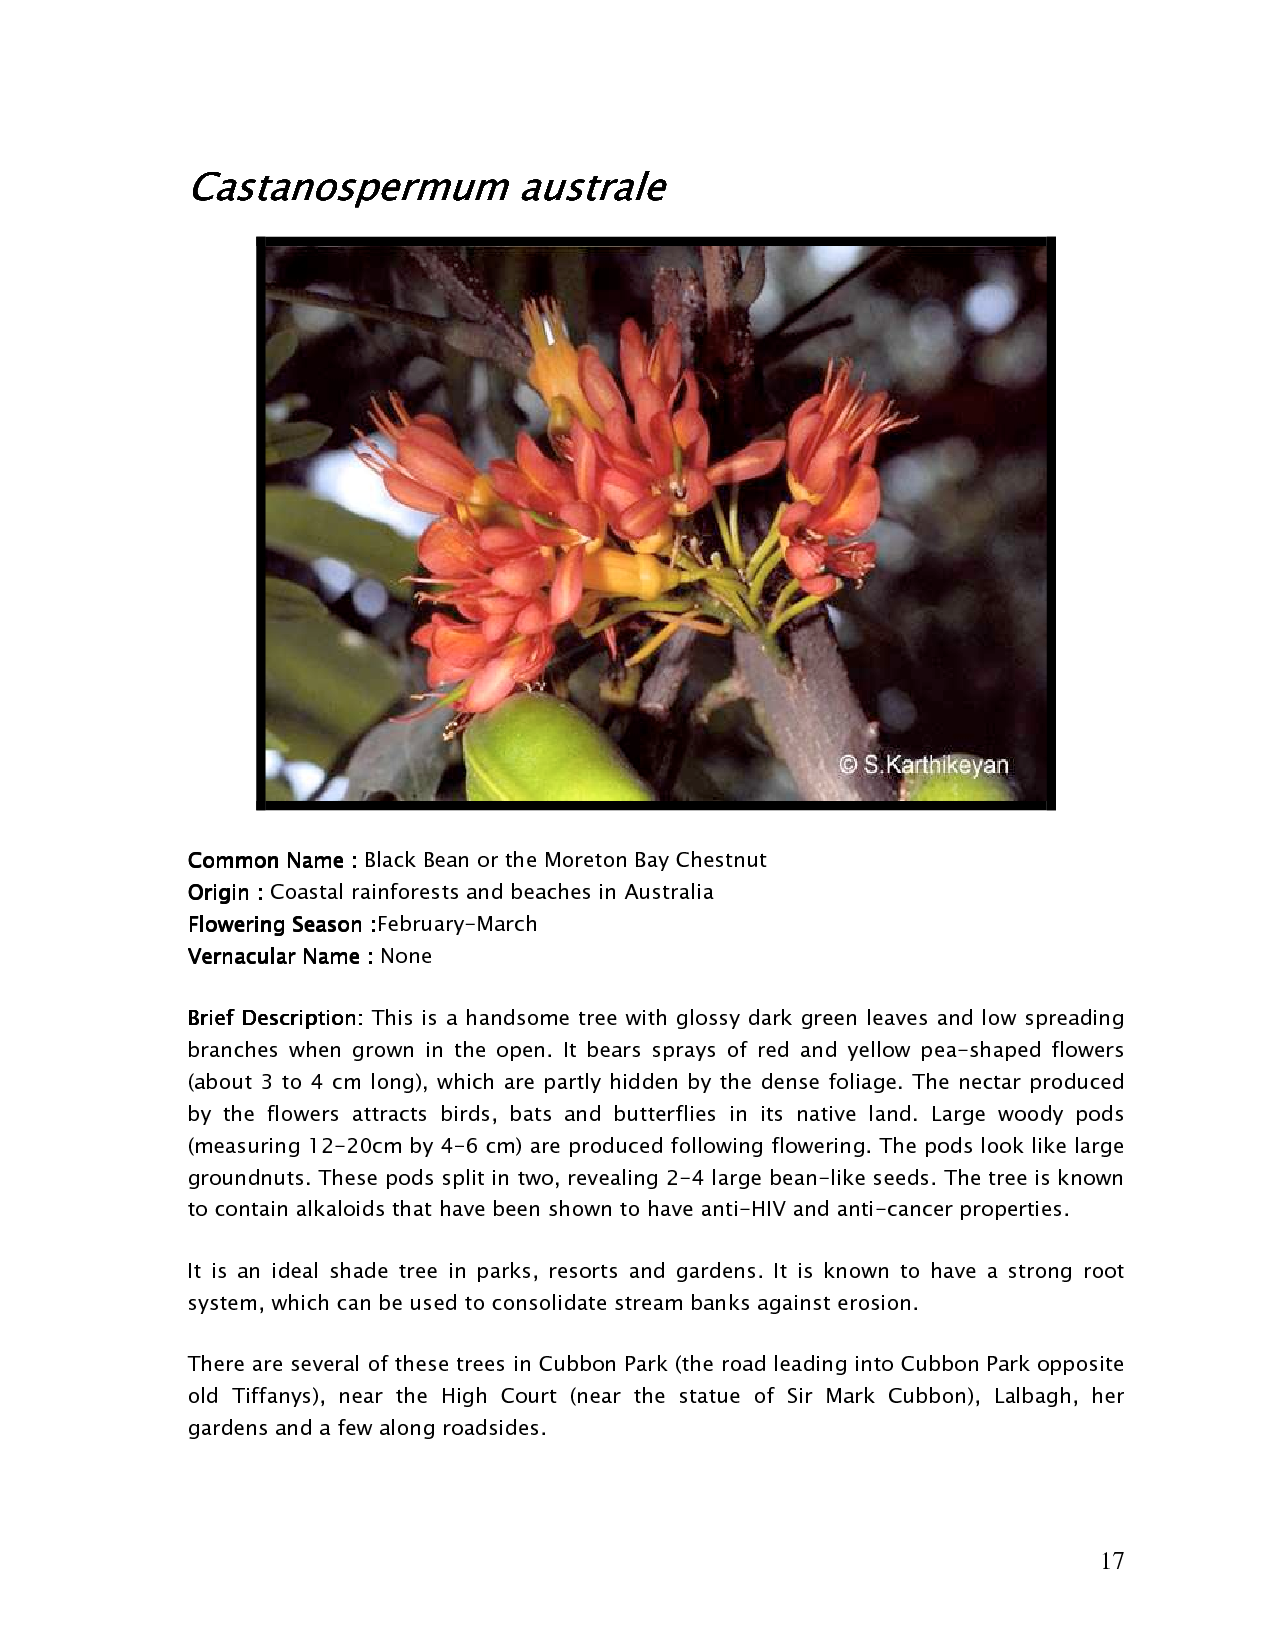 Castanospermum australe
© S.Karthikeyan
Common Name : Black Bean or the Moreton Bay Chestnut
Origin : Coastal rainforests and beaches in Australia
Flowering Season :February-March
Vernacular Name : None
Brief Description: This is a handsome tree with glossy dark green leaves and low spreading
branches when grown in the open. It bears sprays of red and yellow pea-shaped flowers
(about 3 to 4 cm long), which are partly hidden by the dense foliage. The nectar produced
by the flowers attracts birds, bats and butterflies in its native land. Large woody pods
(measuring 12-20cm by 4-6 cm) are produced following flowering. The pods look like large
groundnuts. These pods split in two, revealing 2-4 large bean-like seeds. The tree is known
to contain alkaloids that have been shown to have anti-HIV and anti-cancer properties.
It is an ideal shade tree in parks, resorts and gardens. It is known to have a strong root
system, which can be used to consolidate stream banks against erosion.
There are several of these trees in Cubbon Park (the road leading into Cubbon Park opposite
old Tiffanys), near the High Court (near the statue of Sir Mark Cubbon), Lalbagh, her
gardens and a few along roadsides.
17